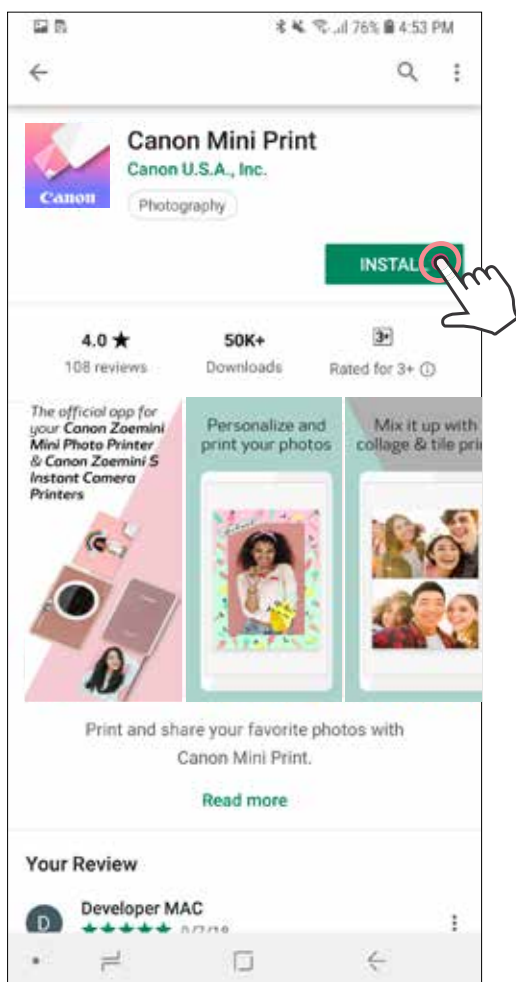 76% 4:53 PM
Canon Mini Print
Canon U.S.A., Inc.
Canon
Photography
INSTALL
4.0 ★ 50K+ 3+
108 reviews Downloads Rated for 3+
The official app for
your Canon Zoemini
Mini Photo Printer
& Canon Zoemini S
Instant Camera
Printers
Personalize and
print your photos
Mix it up with
collage & tile pri
Print and share your favorite photos with
Canon Mini Print.
Read more
Your Review
Developer MAC
D